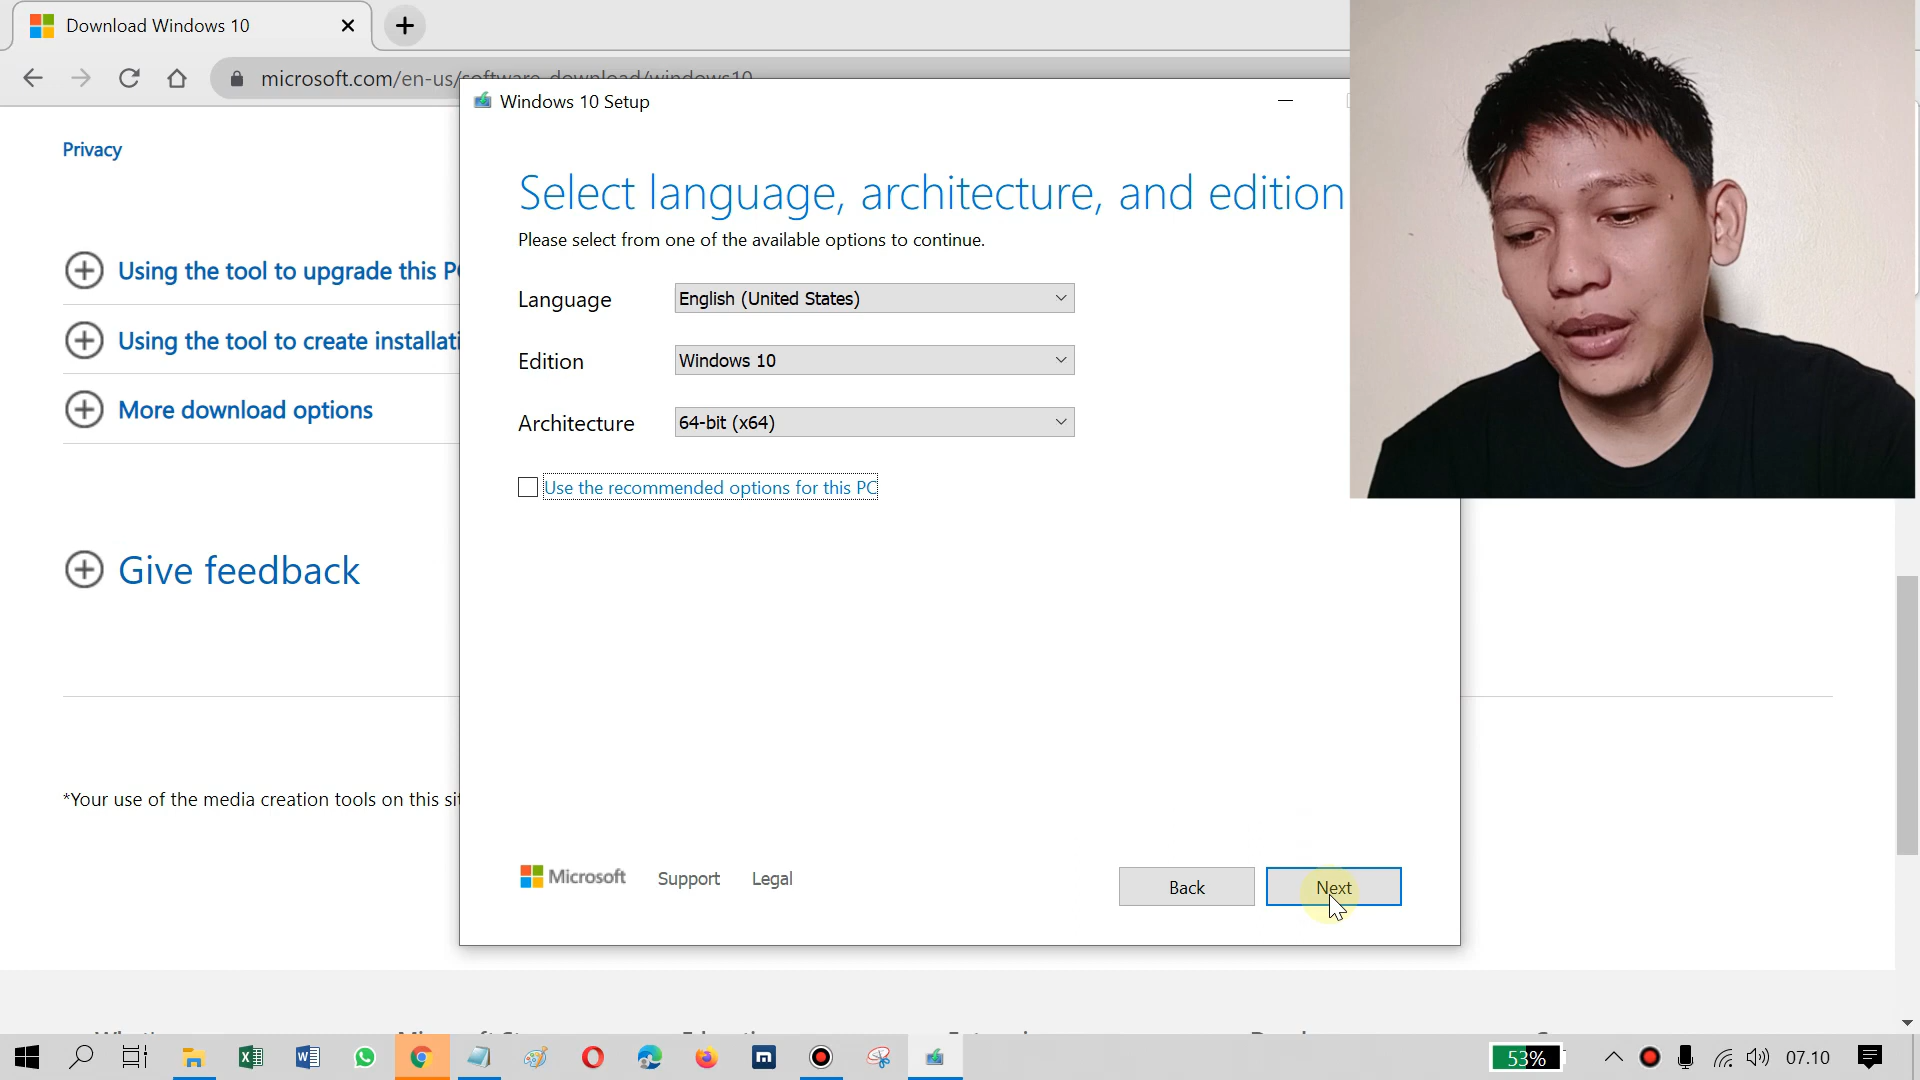 Download Windows 10
microsoft.com/en-us/software-download/windows10
Windows 10 Setup
Privacy
Select language, architecture, and edition
Please select from one of the available options to continue.
Using the tool to upgrade this P
Language English (United States)
Using the tool to create installati
Edition Windows 10
More download options
Architecture 64-bit (x64)
Use the recommended options for this PC
Give feedback
*Your use of the media creation tools on this sit
Microsoft Support Legal
Back Next
53% 07.10